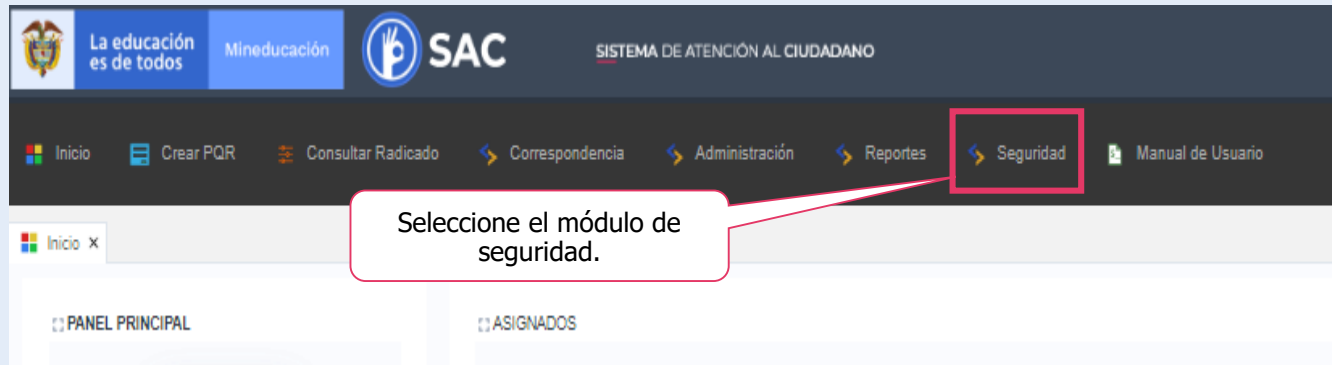 La educación
es de todos
Mineducación
SAC
SISTEMA DE ATENCIÓN AL CIUDADANO
Inicio Crear PQR Consultar Radicado Correspondencia Administración Reportes Seguridad Manual de Usuario
Seleccione el módulo de
seguridad.
Inicio x
PANEL PRINCIPAL
ASIGNADOS